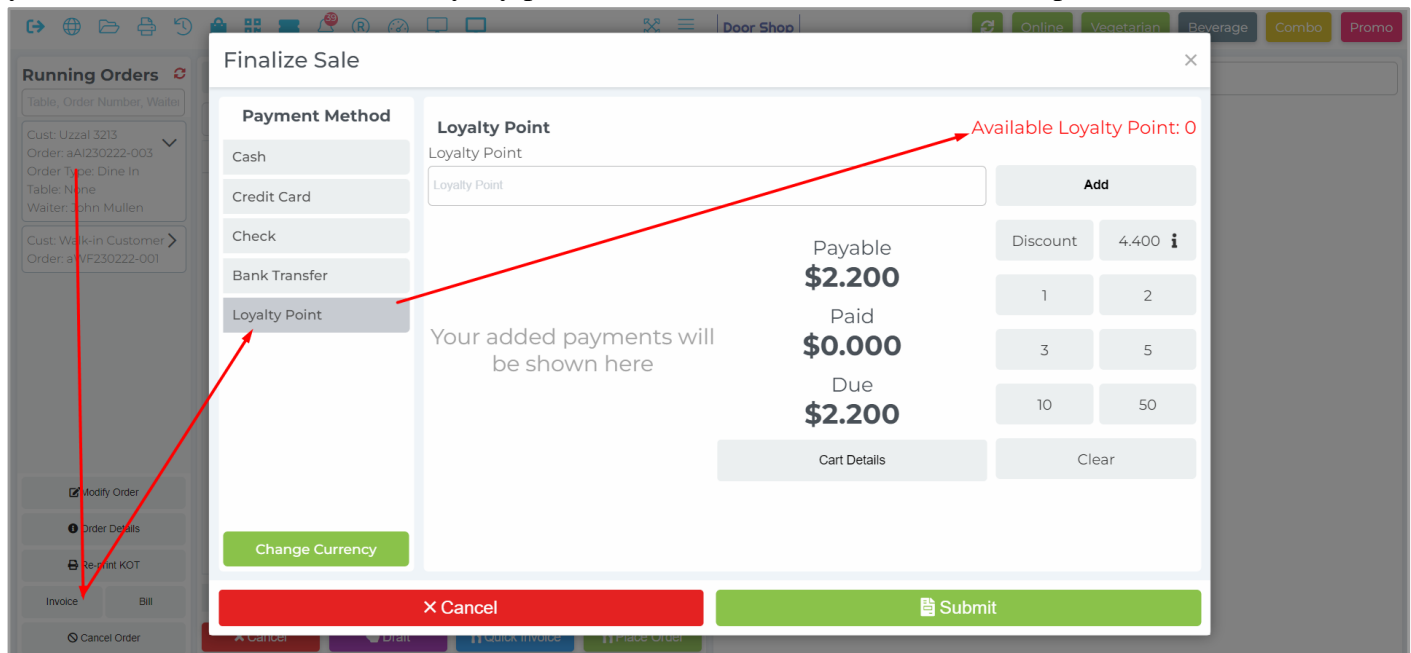 39
Door Shop
Online
Vegetarian
Beverage
Combo
Promo
Running Orders
Table, Order Number, Waiter
Cust: Uzzal 3213
Order: aAI230222-003
Order Type: Dine In
Table: None
Waiter: John Mullen
Cust: Walk-in Customer
Order: aWF230222-001
Modify Order
Order Details
Re-print KOT
Invoice
Bill
Cancel Order
Finalize Sale
Payment Method
Cash
Credit Card
Check
Bank Transfer
Loyalty Point
Change Currency
Loyalty Point
Available Loyalty Point: 0
Loyalty Point
Loyalty Point
Add
Your added payments will
be shown here
Payable
$2.200
Paid
$0.000
Due
$2.200
Cart Details
Discount
4.400
1
2
3
5
10
50
Clear
Cancel
Submit
Cancel
Draft
Quick Invoice
Place Order